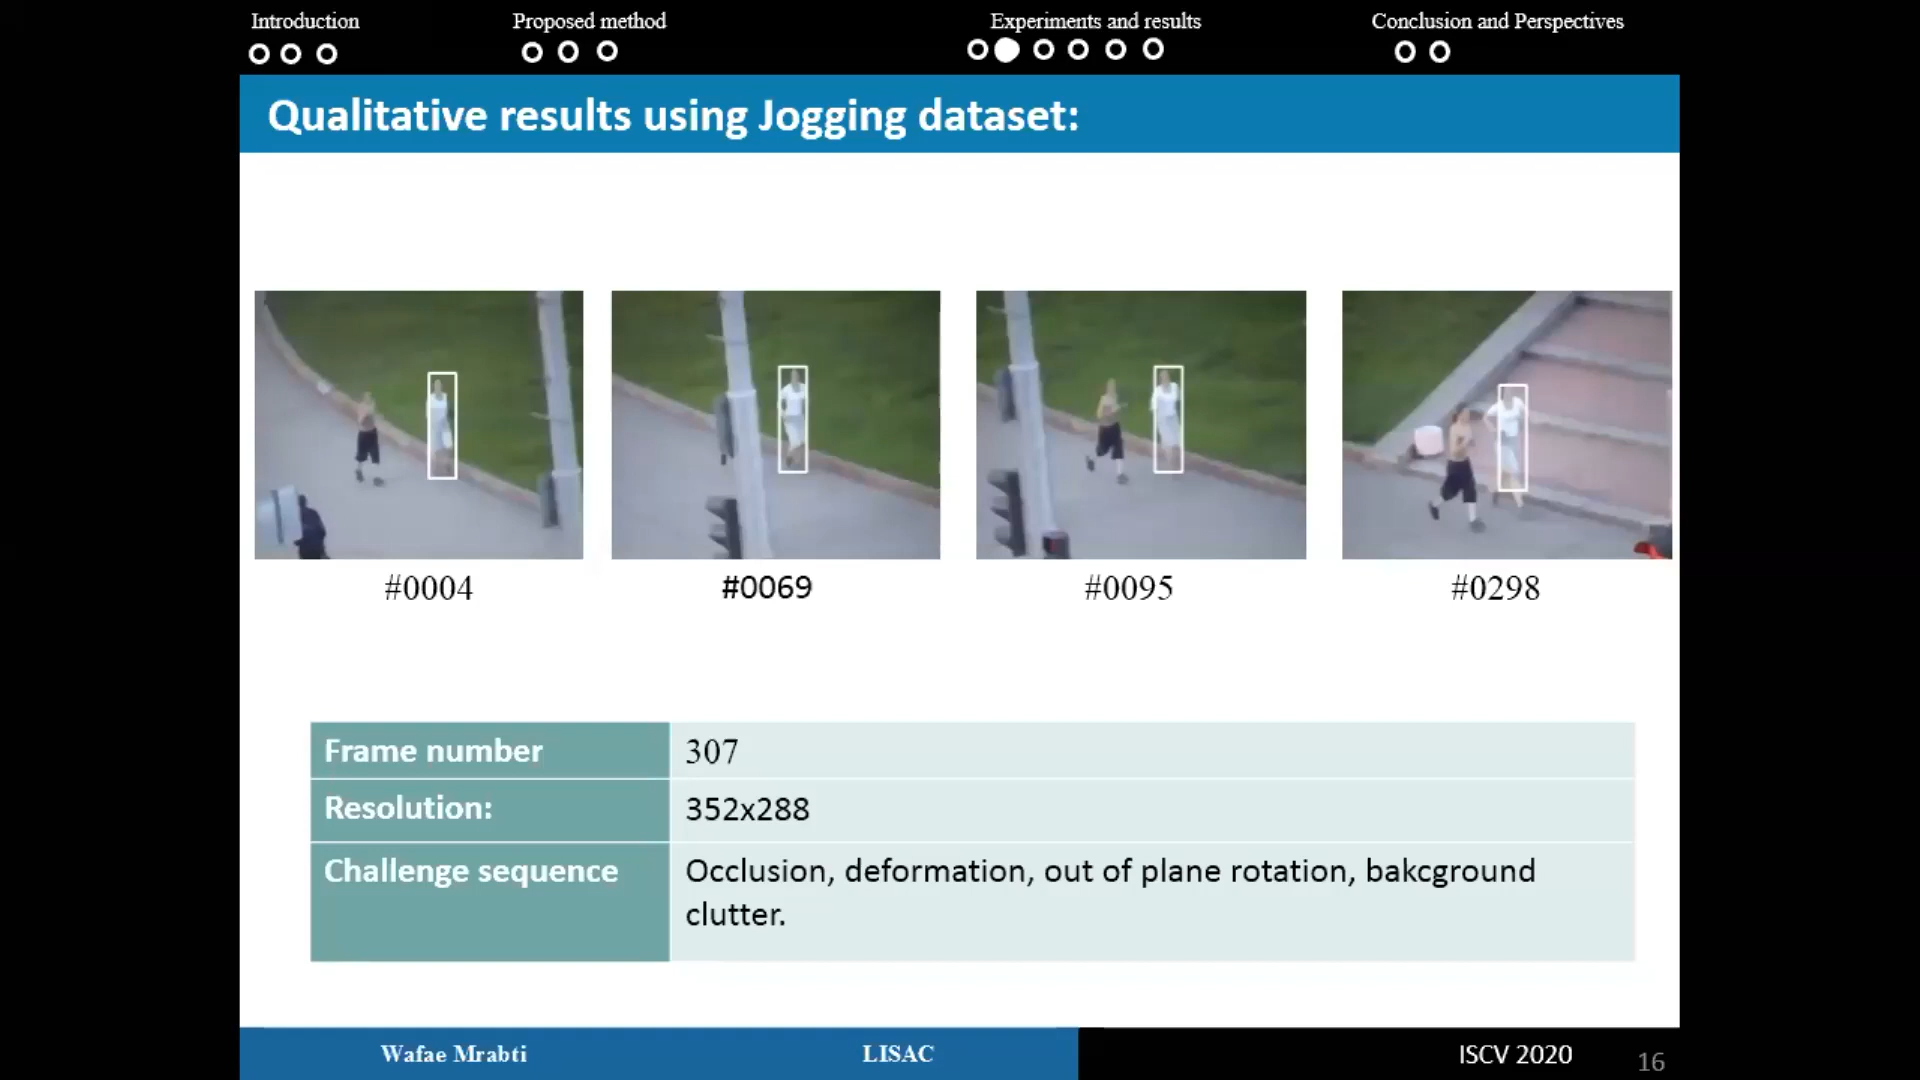 Introduction
Proposed method
Experiments and results
Conclusion and Perspectives
Qualitative results using Jogging dataset:
#0004
#0069
#0095
#0298
Frame number
307
Resolution:
352x288
Challenge sequence
Occlusion, deformation, out of plane rotation, bakcground
clutter.
Wafae Mrabti
LISAC
ISCV 2020
16